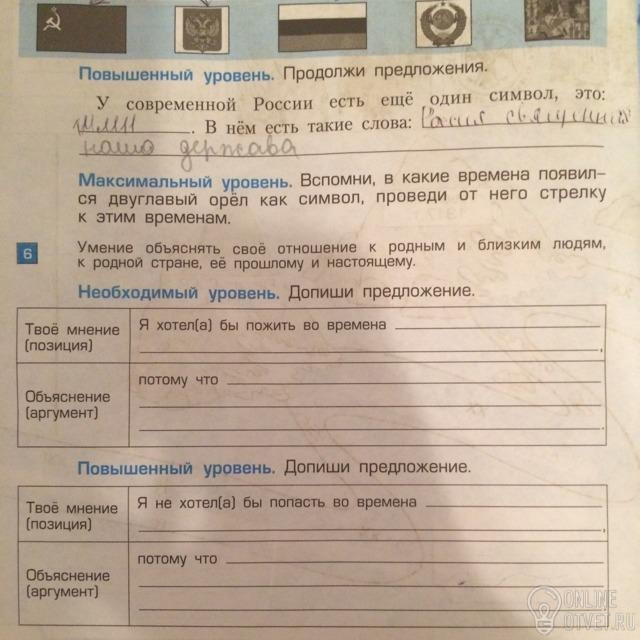 Повышенный уровень. Продолжи предложения.
У современной России есть ещё один символ, это:
гимн. В нём есть такие слова: Россия священная
наша держава
Максимальный уровень. Вспомни, в какие времена появил-
ся двуглавый орёл как символ, проведи от него стрелку
к этим временам.
6 Умение объяснять своё отношение к родным и близким людям,
к родной стране, её прошлому и настоящему.
Необходимый уровень. Допиши предложение.
Твоё мнение
(позиция)
Я хотел(а) бы пожить во времена
Объяснение
(аргумент)
потому что
Повышенный уровень. Допиши предложение.
Твоё мнение
(позиция)
Я не хотел(а) бы попасть во времена
Объяснение
(аргумент)
потому что
ONLINE
OTVET.RU